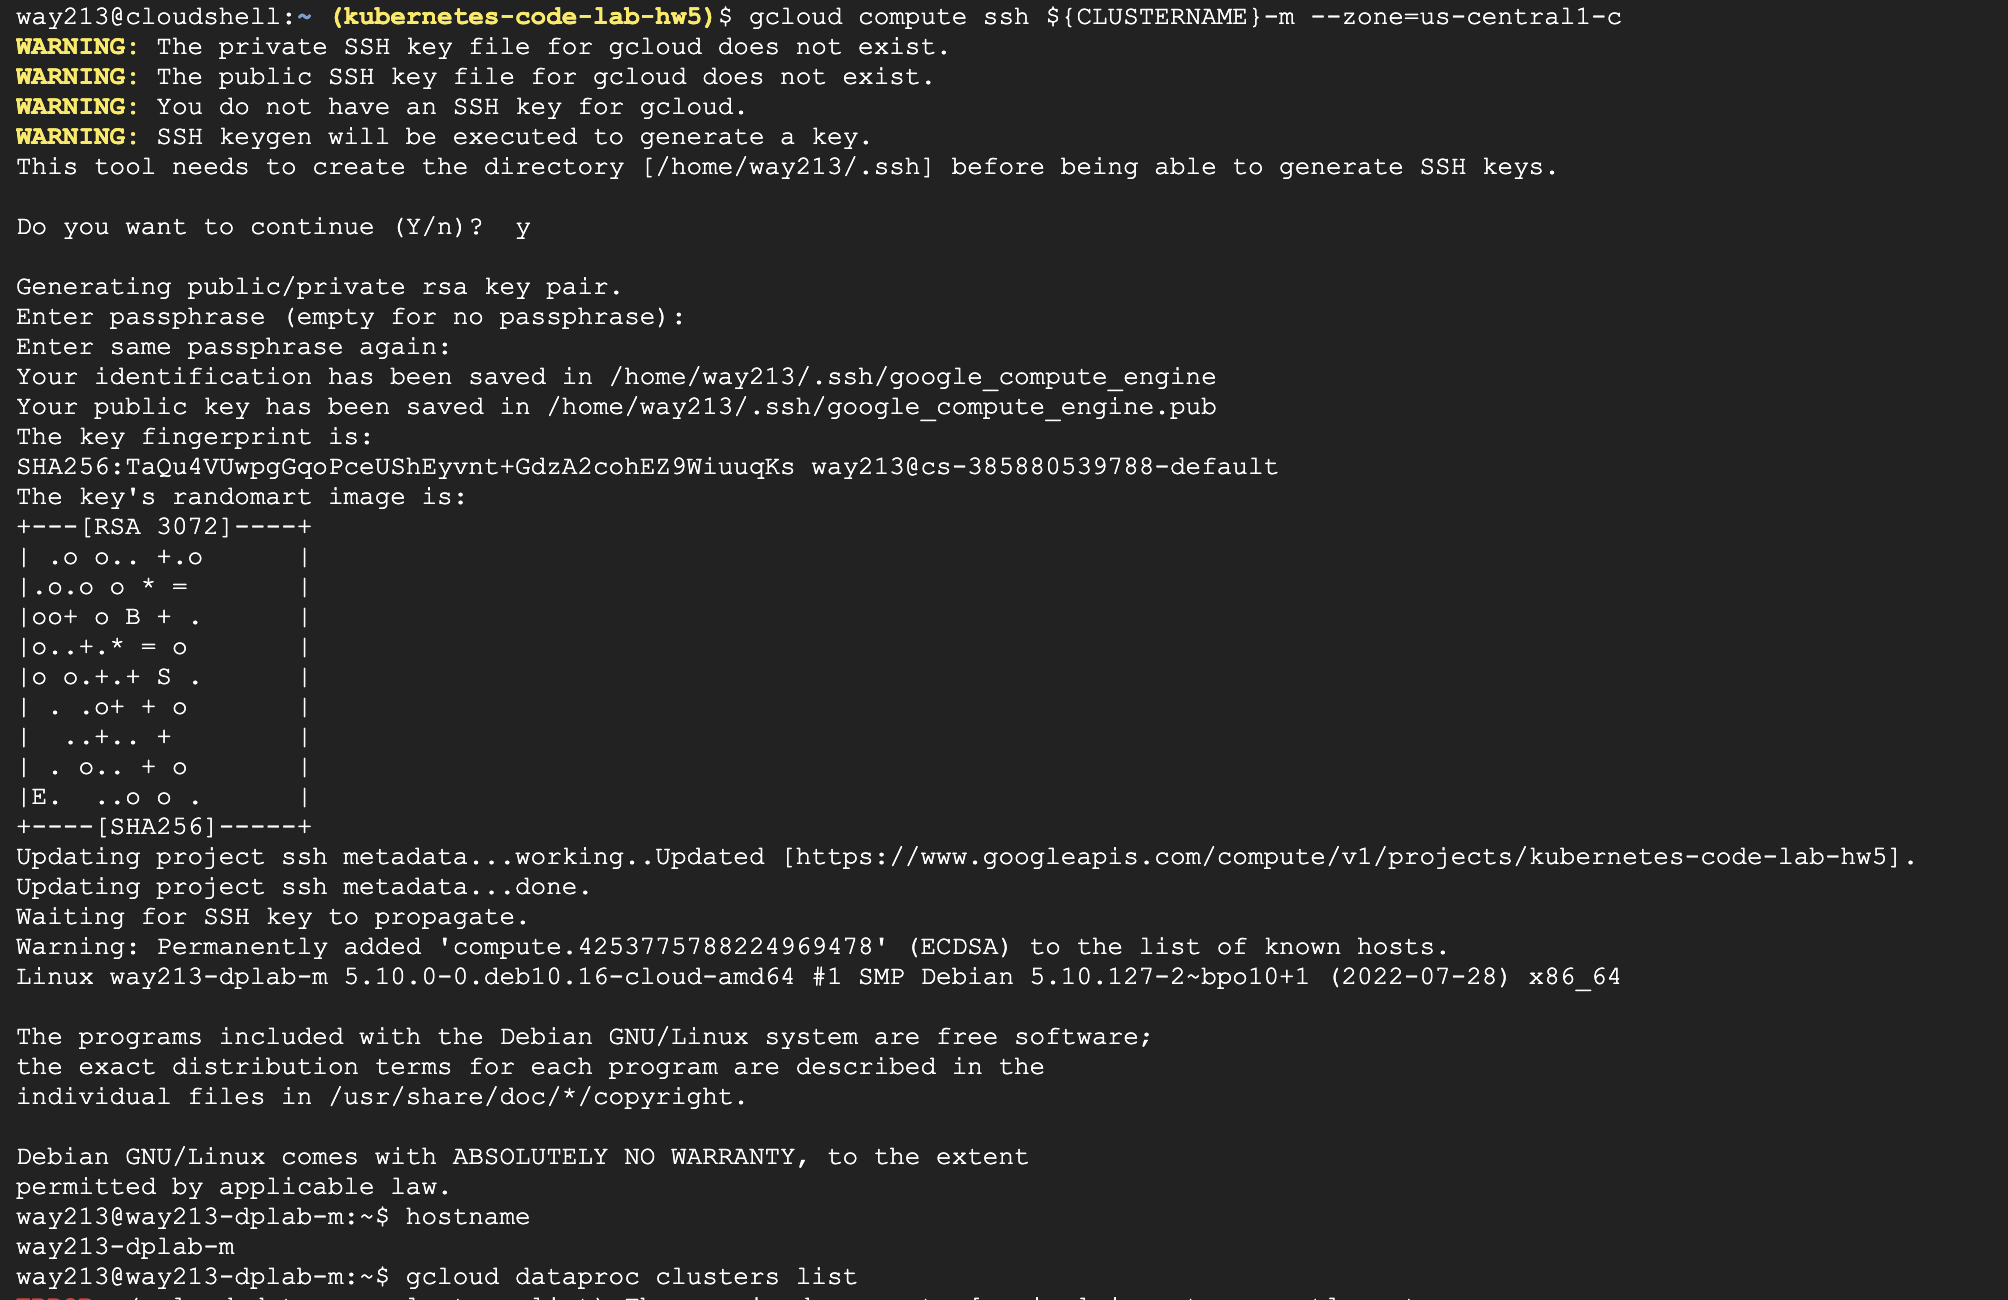 way213@cloudshell:~ (kubernetes-code-lab-hw5)$ gcloud compute ssh ${CLUSTERNAME}-m --zone=us-central1-c
WARNING: The private SSH key file for gcloud does not exist.
WARNING: The public SSH key file for gcloud does not exist.
WARNING: You do not have an SSH key for gcloud.
WARNING: SSH keygen will be executed to generate a key.
This tool needs to create the directory [/home/way213/.ssh] before being able to generate SSH keys.

Do you want to continue (Y/n)?  y

Generating public/private rsa key pair.
Enter passphrase (empty for no passphrase):
Enter same passphrase again:
Your identification has been saved in /home/way213/.ssh/google_compute_engine
Your public key has been saved in /home/way213/.ssh/google_compute_engine.pub
The key fingerprint is:
SHA256:TaQu4VUwpgGqoPceUShEyvnt+GdzA2cohEZ9WiuuqKs way213@cs-385880539788-default
The key's randomart image is:
+---[RSA 3072]----+
| .o o.. +.o      |
|.o.o o * =       |
|oo+ o B + .      |
|o..+.* = o       |
|o o.+.+ S .      |
| . .o+ + o       |
|  ..+.. +        |
| . o.. + o       |
|E.  ..o o .      |
+----[SHA256]-----+
Updating project ssh metadata...working..Updated [https://www.googleapis.com/compute/v1/projects/kubernetes-code-lab-hw5].
Updating project ssh metadata...done.
Waiting for SSH key to propagate.
Warning: Permanently added 'compute.4253775788224969478' (ECDSA) to the list of known hosts.
Linux way213-dplab-m 5.10.0-0.deb10.16-cloud-amd64 #1 SMP Debian 5.10.127-2~bpo10+1 (2022-07-28) x86_64

The programs included with the Debian GNU/Linux system are free software;
the exact distribution terms for each program are described in the
individual files in /usr/share/doc/*/copyright.

Debian GNU/Linux comes with ABSOLUTELY NO WARRANTY, to the extent
permitted by applicable law.
way213@way213-dplab-m:~$ hostname
way213-dplab-m
way213@way213-dplab-m:~$ gcloud dataproc clusters list